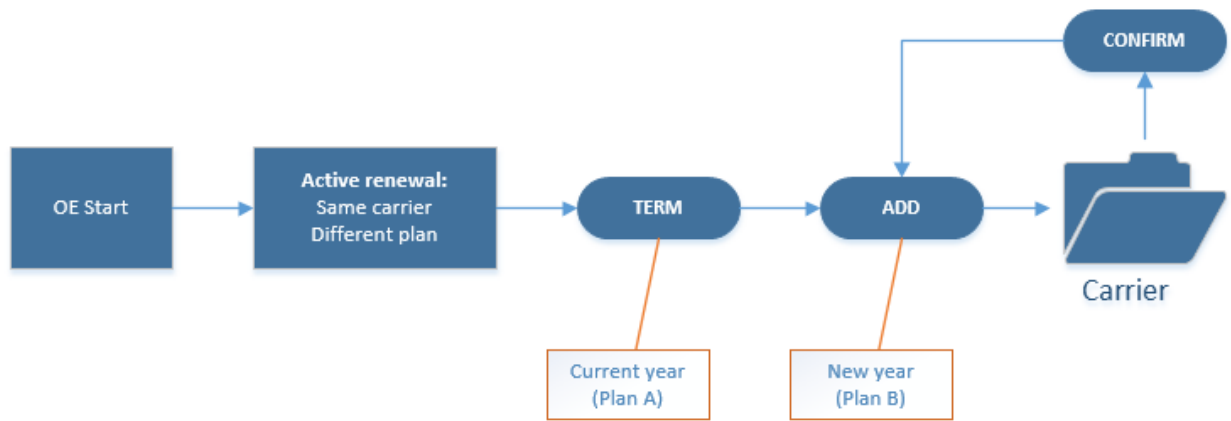 CONFIRM
OE Start
Active renewal:
Same carrier
Different plan
TERM
ADD
Carrier
Current year
(Plan A)
New year
(Plan B)